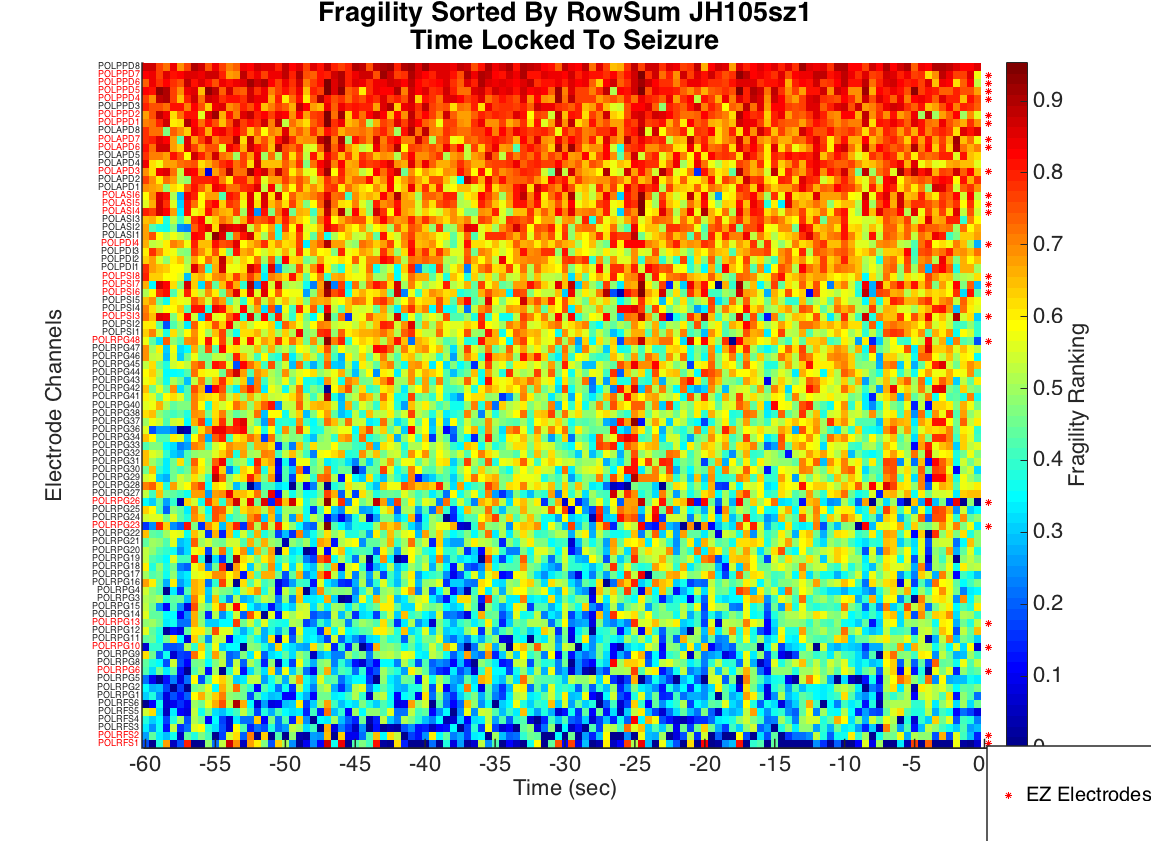 Fragility Sorted By RowSum JH105sz1
Time Locked To Seizure
Electrode Channels
POLPPD8
POLPPD7
POLPPD6
POLPPD5
POLPPD4
POLPPD3
POLPPD2
POLPPD1
POLAPD8
POLAPD7
POLAPD6
POLAPD5
POLAPD4
POLAPD3
POLAPD2
POLAPD1
POLASI6
POLASI5
POLASI4
POLASI3
POLASI2
POLASI1
POLPDI4
POLPDI3
POLPDI2
POLPDI1
POLPSI8
POLPSI7
POLPSI6
POLPSI5
POLPSI4
POLPSI3
POLPSI2
POLPSI1
POLRPG48
POLRPG47
POLRPG46
POLRPG45
POLRPG44
POLRPG43
POLRPG42
POLRPG41
POLRPG40
POLRPG38
POLRPG37
POLRPG36
POLRPG34
POLRPG33
POLRPG32
POLRPG31
POLRPG30
POLRPG29
POLRPG28
POLRPG27
POLRPG26
POLRPG25
POLRPG24
POLRPG23
POLRPG22
POLRPG21
POLRPG20
POLRPG19
POLRPG18
POLRPG17
POLRPG16
POLRPG4
POLRPG3
POLRPG15
POLRPG14
POLRPG13
POLRPG12
POLRPG11
POLRPG10
POLRPG9
POLRPG8
POLRPG6
POLRPG5
POLRPG2
POLRPG1
POLRFS6
POLRFS5
POLRFS4
POLRFS3
POLRFS2
POLRFS1
-60 -55 -50 -45 -40 -35 -30 -25 -20 -15 -10 -5 0
Time (sec)
0.9
0.8
0.7
0.6
0.5
0.4
0.3
0.2
0.1
0
Fragility Ranking
* EZ Electrodes